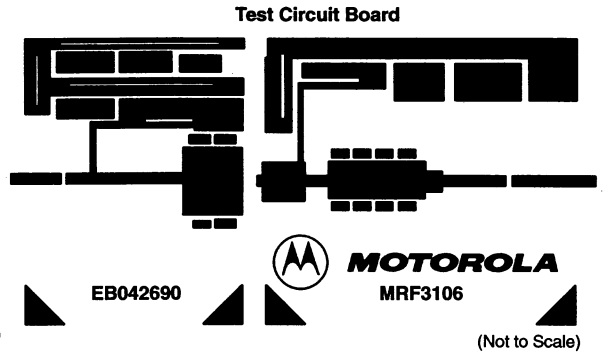 Test Circuit Board
MOTOROLA
EB042690
MRF3106
(Not to Scale)